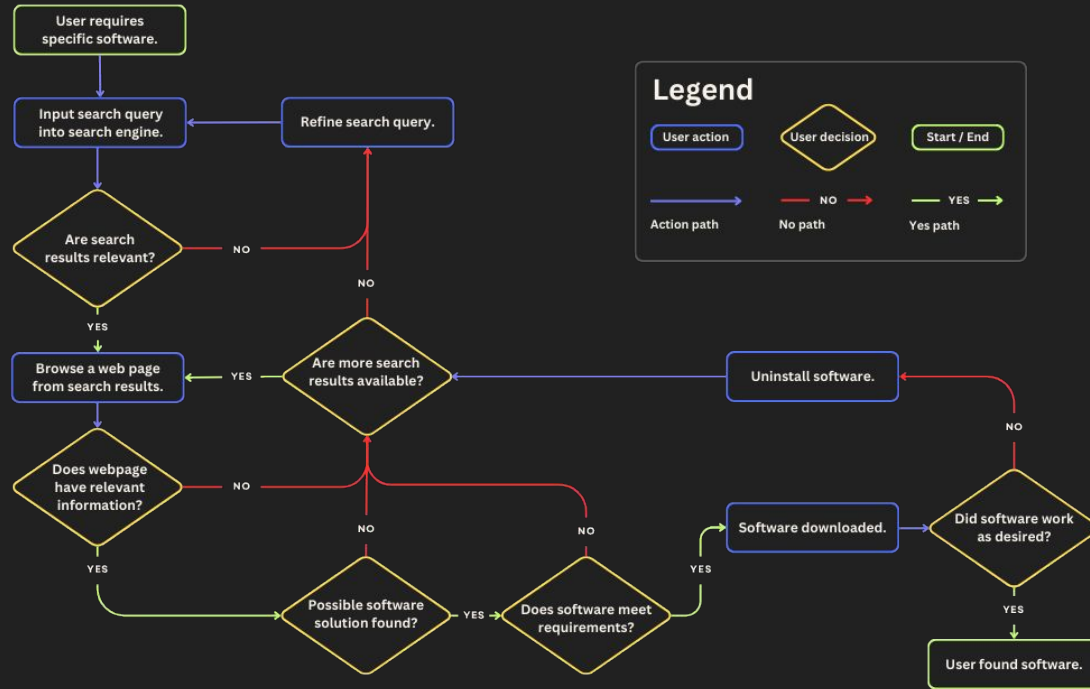 User requires
specific software.
Input search query
into search engine.
Refine search query.
Legend
User action
User decision
Start / End
NO
YES
Action path
No path
Yes path
Are search
results relevant?
NO
NO
YES
Browse a web page
from search results.
YES
Are more search
results available?
Uninstall software.
NO
Does webpage
have relevant
information?
NO
NO
NO
Software downloaded.
Did software work
as desired?
YES
YES
Possible software
solution found?
YES
Does software meet
requirements?
YES
User found software.